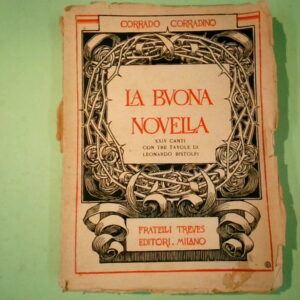 CORRADO CORRADINO
LA BVONA
NOVELLA
XXIV CANTI
CON TRE TAVOLE DI
LEONARDO BISTOLFI
FRATELLI TREVES
EDITORI. MILANO